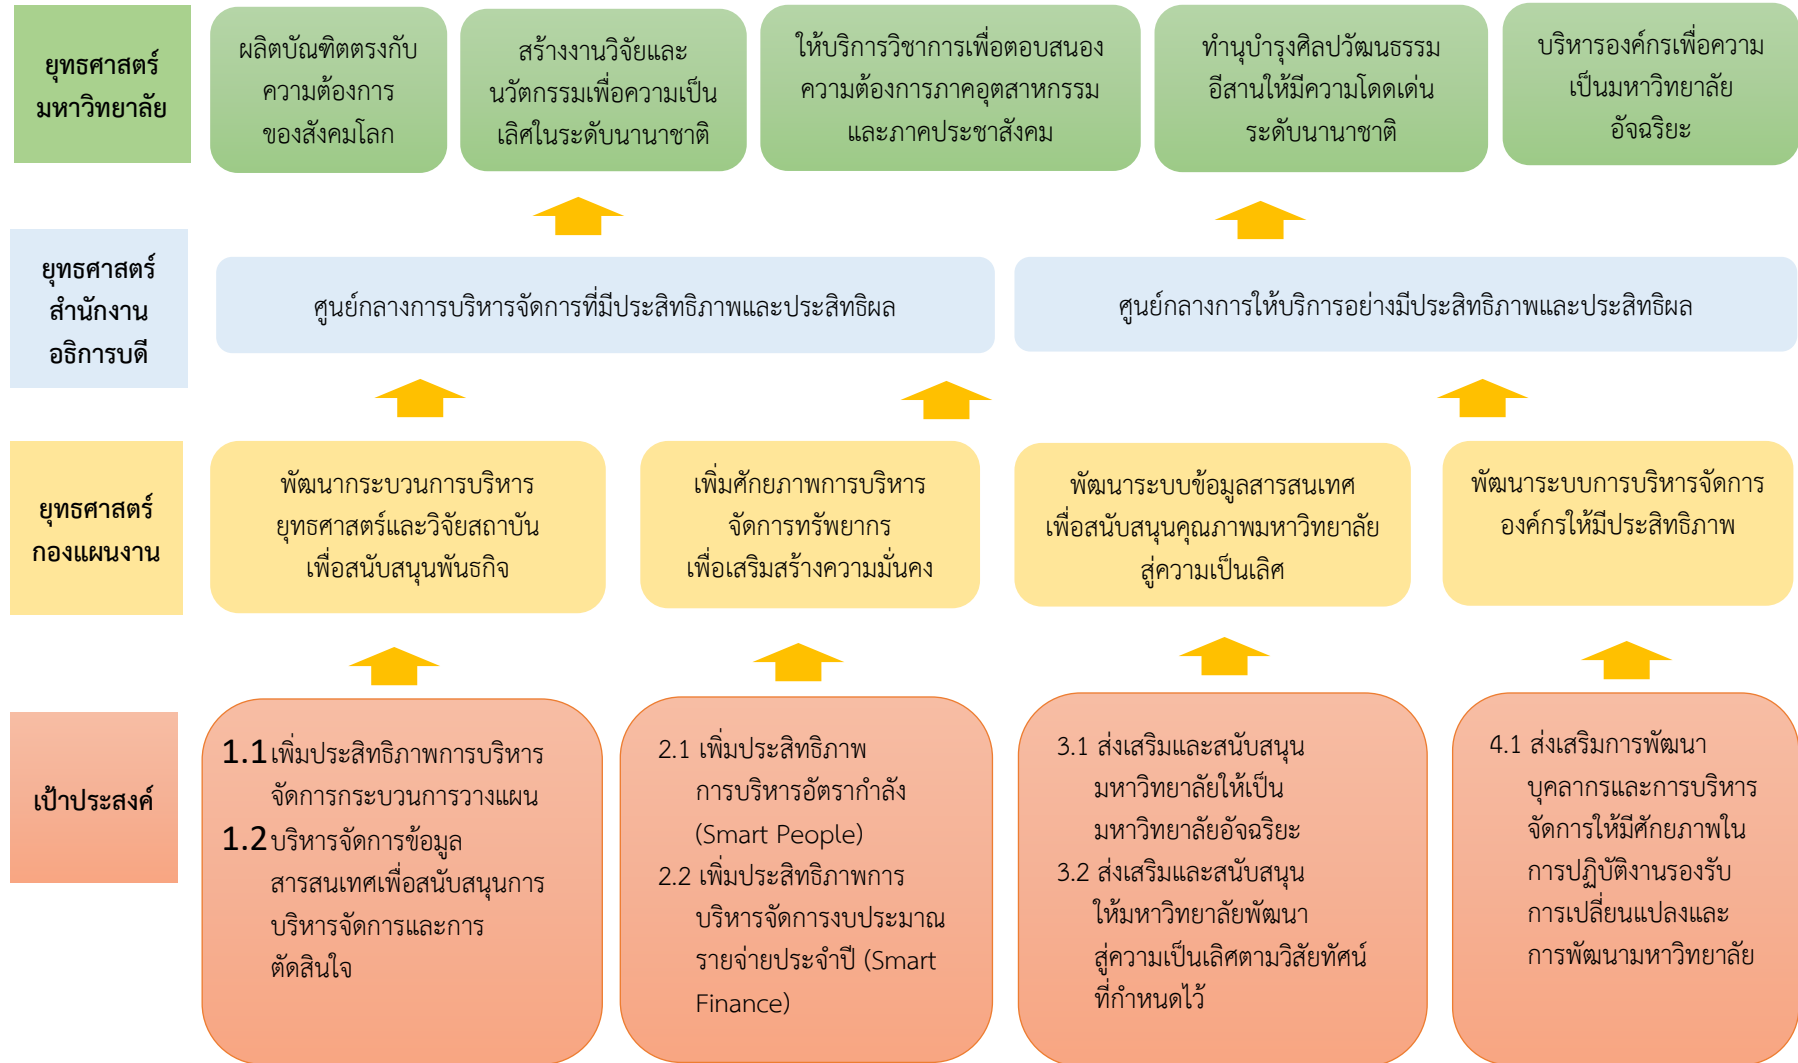 ยุทธศาสตร์
มหาวิทยาลัย
ผลิตบัณฑิตตรงกับ
ความต้องการ
ของสังคมโลก
สร้างงานวิจัยและ
นวัตกรรมเพื่อความเป็น
เลิศในระดับนานาชาติ
ให้บริการวิชาการเพื่อตอบสนอง
ความต้องการภาคอุตสาหกรรม
และภาคประชาสังคม
ทำนุบำรุงศิลปวัฒนธรรม
อีสานให้มีความโดดเด่น
ระดับนานาชาติ
บริหารองค์กรเพื่อความ
เป็นมหาวิทยาลัย
อัจฉริยะ
ยุทธศาสตร์
สำนักงาน
อธิการบดี
ศูนย์กลางการบริหารจัดการที่มีประสิทธิภาพและประสิทธิผล
ศูนย์กลางการให้บริการอย่างมีประสิทธิภาพและประสิทธิผล
ยุทธศาสตร์
กองแผนงาน
พัฒนากระบวนการบริหาร
ยุทธศาสตร์และวิจัยสถาบัน
เพื่อสนับสนุนพันธกิจ
เพิ่มศักยภาพการบริหาร
จัดการทรัพยากร
เพื่อเสริมสร้างความมั่นคง
พัฒนาระบบข้อมูลสารสนเทศ
เพื่อสนับสนุนคุณภาพมหาวิทยาลัย
สู่ความเป็นเลิศ
พัฒนาระบบการบริหารจัดการ
องค์กรให้มีประสิทธิภาพ
เป้าประสงค์
1.1 เพิ่มประสิทธิภาพการบริหาร
จัดการกระบวนการวางแผน
1.2 บริหารจัดการข้อมูล
สารสนเทศเพื่อสนับสนุนการ
บริหารจัดการและการ
ตัดสินใจ
2.1 เพิ่มประสิทธิภาพ
การบริหารอัตรากำลัง
(Smart People)
2.2 เพิ่มประสิทธิภาพการ
บริหารจัดการงบประมาณ
รายจ่ายประจำปี (Smart
Finance)
3.1 ส่งเสริมและสนับสนุน
มหาวิทยาลัยให้เป็น
มหาวิทยาลัยอัจฉริยะ
3.2 ส่งเสริมและสนับสนุน
ให้มหาวิทยาลัยพัฒนา
สู่ความเป็นเลิศตามวิสัยทัศน์
ที่กำหนดไว้
4.1 ส่งเสริมการพัฒนา
บุคลากรและการบริหาร
จัดการให้มีศักยภาพใน
การปฏิบัติงานรองรับ
การเปลี่ยนแปลงและ
การพัฒนามหาวิทยาลัย